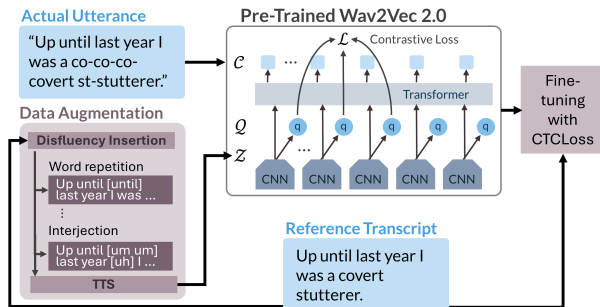 Actual Utterance
“Up until last year I
was a co-co-co-
covert st-stutterer.”
Data Augmentation
Disfluency Insertion
Word repetition
Up until [until]
last year I was ...
⋮
Interjection
Up until [um um]
last year [uh] I ...
TTS
Pre-Trained Wav2Vec 2.0
ℒ Contrastive Loss
𝒞 ...
Transformer
𝒬 q q q q q
𝒵 ...
CNN CNN CNN CNN CNN
Fine-
tuning
with
CTCLoss
Reference Transcript
Up until last year I
was a covert
stutterer.